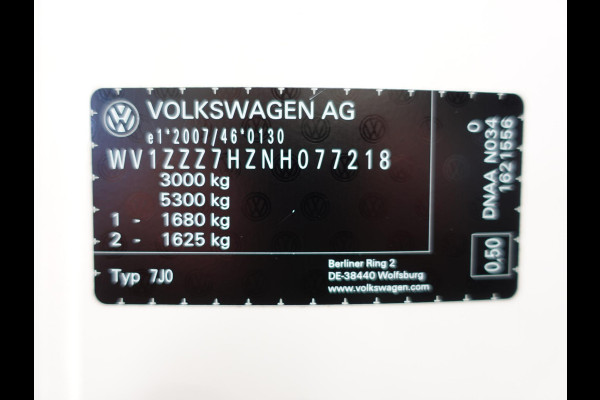 VOLKSWAGEN AG
e1*2007/46*0130
WV1ZZZ7HZNH077218
3000 kg
5300 kg
1 - 1680 kg
2 - 1625 kg
Typ 7J0
Berliner Ring 2
DE-38440 Wolfsburg
www.volkswagen.com
0
DNAA N034
1621556
0.50